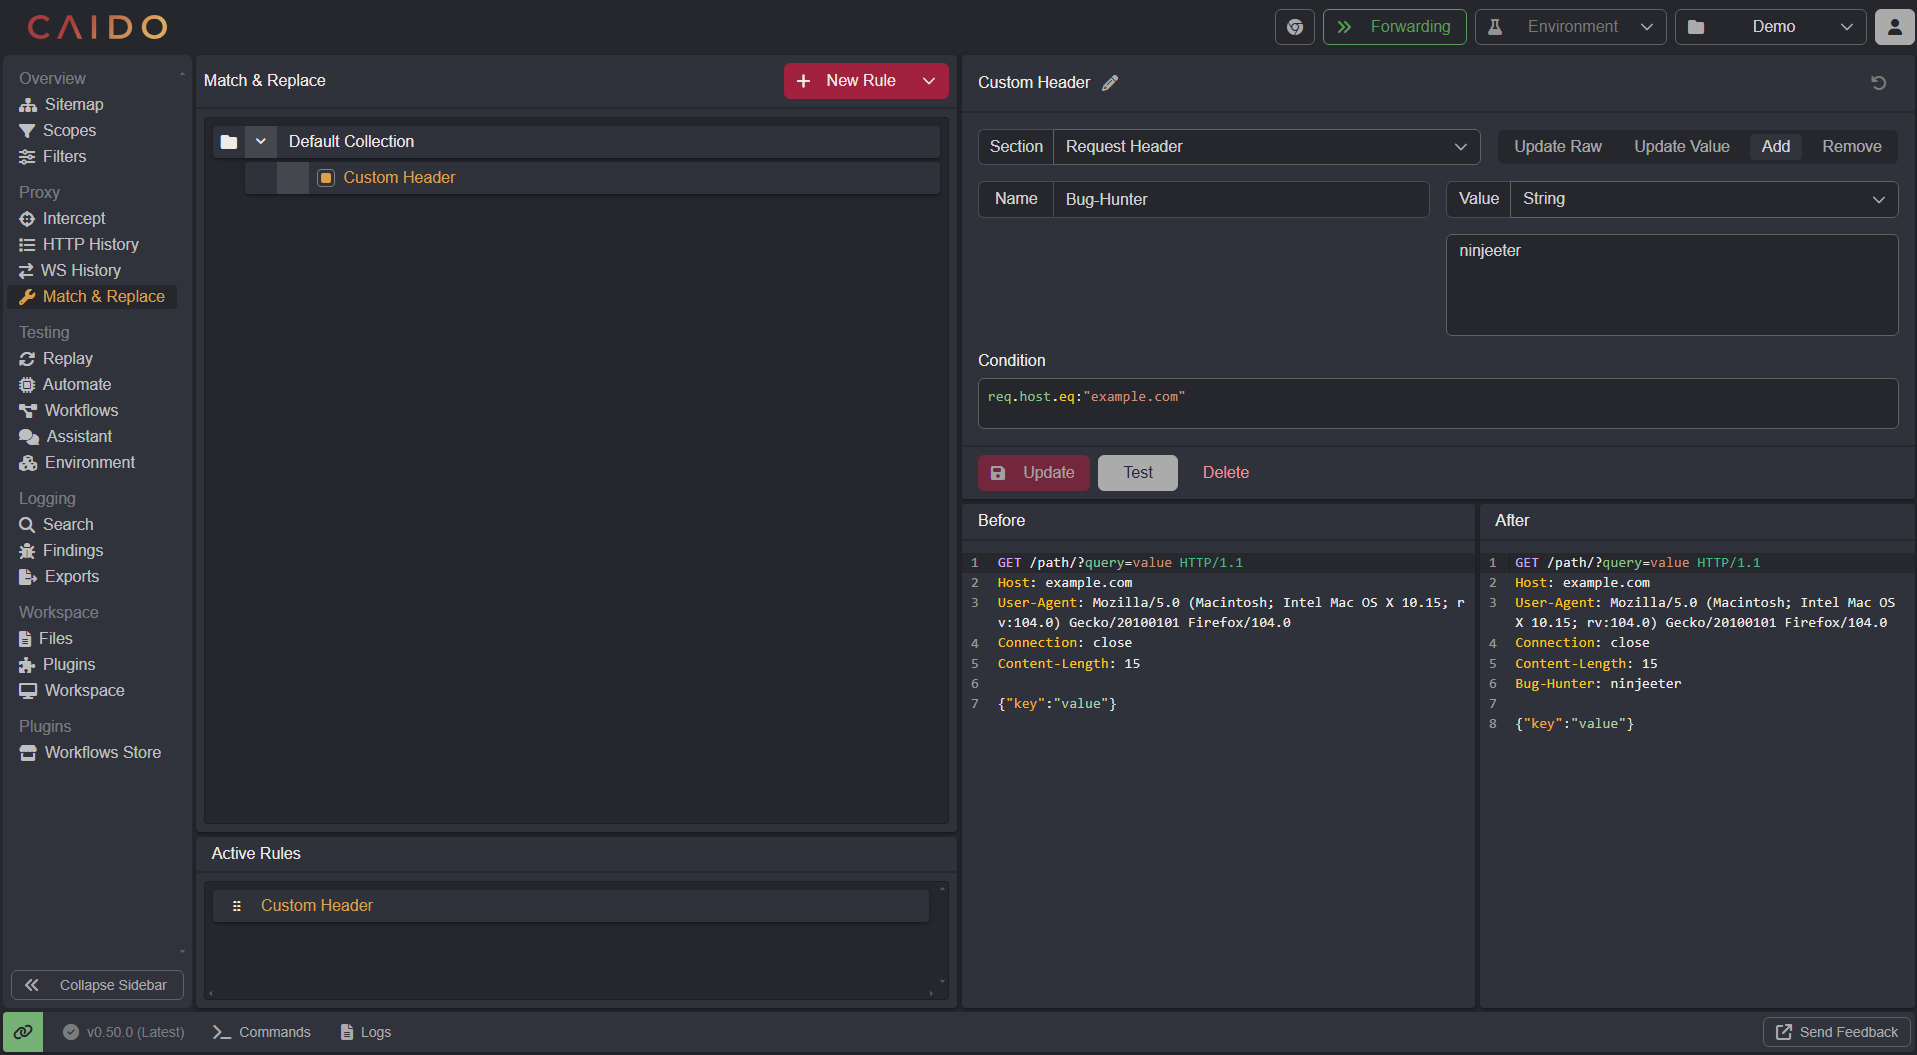 CAIDO
Forwarding
Environment
Demo
Overview
Sitemap
Scopes
Filters
Proxy
Intercept
HTTP History
WS History
Match & Replace
Testing
Replay
Automate
Workflows
Assistant
Environment
Logging
Search
Findings
Exports
Workspace
Files
Plugins
Workspace
Plugins
Workflows Store
Collapse Sidebar
Match & Replace
New Rule
Default Collection
Custom Header
Active Rules
Custom Header
Custom Header
Section Request Header
Update Raw Update Value Add Remove
Name Bug-Hunter
Value String
ninjeeter
Condition
req.host.eq:"example.com"
Update Test Delete
Before
1 GET /path/?query=value HTTP/1.1
2 Host: example.com
3 User-Agent: Mozilla/5.0 (Macintosh; Intel Mac OS X 10.15; r
v:104.0) Gecko/20100101 Firefox/104.0
4 Connection: close
5 Content-Length: 15
6
7 {"key":"value"}
After
1 GET /path/?query=value HTTP/1.1
2 Host: example.com
3 User-Agent: Mozilla/5.0 (Macintosh; Intel Mac OS
X 10.15; rv:104.0) Gecko/20100101 Firefox/104.0
4 Connection: close
5 Content-Length: 15
6 Bug-Hunter: ninjeeter
7
8 {"key":"value"}
v0.50.0 (Latest)
Commands
Logs
Send Feedback